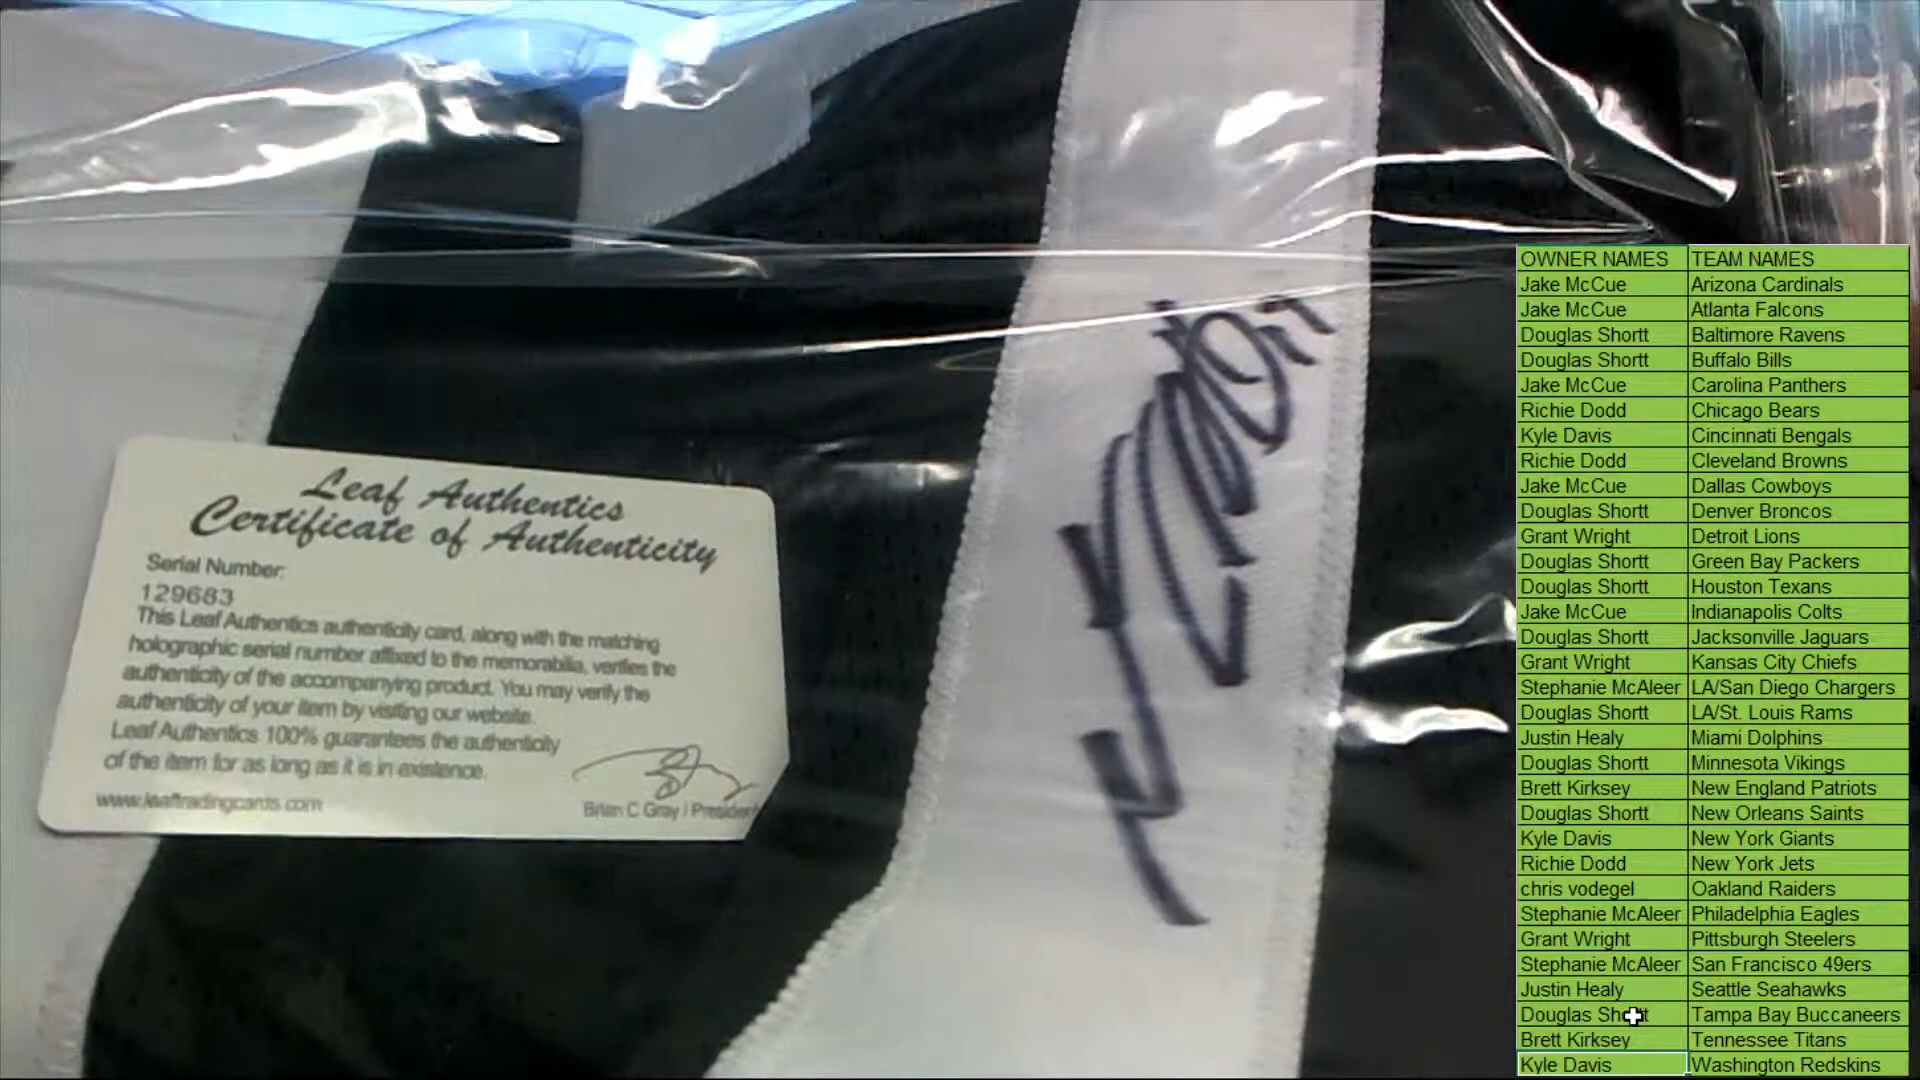 Leaf Authentics
Certificate of Authenticity
Serial Number:
129683
This Leaf Authentics authenticity card, along with the matching
holographic serial number affixed to the memorabilia, verifies the
authenticity of the accompanying product. You may verify the
authenticity of your item by visiting our website.
Leaf Authentics 100% guarantees the authenticity
of the item for as long as it is in existence.
www.leaftradingcards.com
Brian C Gray / President
OWNER NAMES TEAM NAMES
Jake McCue Arizona Cardinals
Jake McCue Atlanta Falcons
Douglas Shortt Baltimore Ravens
Douglas Shortt Buffalo Bills
Jake McCue Carolina Panthers
Richie Dodd Chicago Bears
Kyle Davis Cincinnati Bengals
Richie Dodd Cleveland Browns
Jake McCue Dallas Cowboys
Douglas Shortt Denver Broncos
Grant Wright Detroit Lions
Douglas Shortt Green Bay Packers
Douglas Shortt Houston Texans
Jake McCue Indianapolis Colts
Douglas Shortt Jacksonville Jaguars
Grant Wright Kansas City Chiefs
Stephanie McAleer LA/San Diego Chargers
Douglas Shortt LA/St. Louis Rams
Justin Healy Miami Dolphins
Douglas Shortt Minnesota Vikings
Brett Kirksey New England Patriots
Douglas Shortt New Orleans Saints
Kyle Davis New York Giants
Richie Dodd New York Jets
chris vodegel Oakland Raiders
Stephanie McAleer Philadelphia Eagles
Grant Wright Pittsburgh Steelers
Stephanie McAleer San Francisco 49ers
Justin Healy Seattle Seahawks
Douglas Shortt Tampa Bay Buccaneers
Brett Kirksey Tennessee Titans
Kyle Davis Washington Redskins